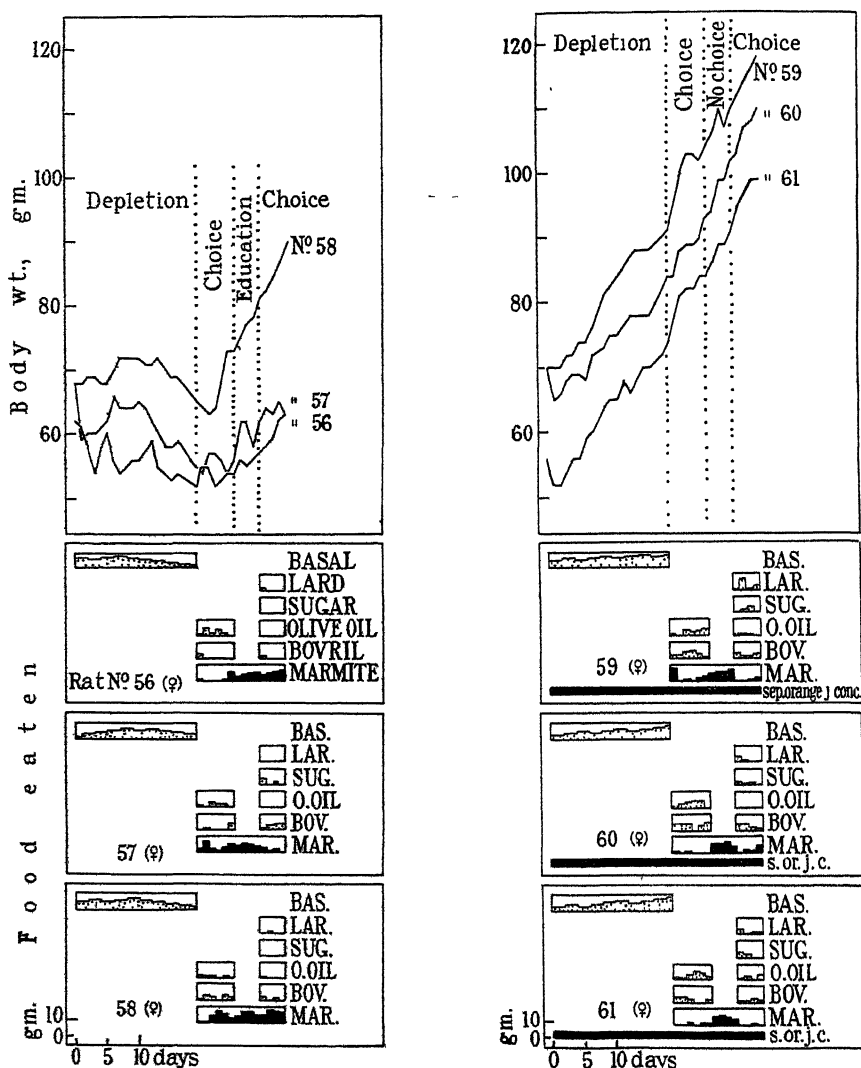 120
100
80
60
Body wt., gm.
Depletion
Choice
Education
Choice
Nº 58
" 57
" 56
BASAL
LARD
SUGAR
OLIVE OIL
BOVRIL
MARMITE
Rat Nº 56 (♀)
BAS.
LAR.
SUG.
O.OIL
BOV.
MAR.
57 (♀)
BAS.
LAR.
SUG.
O.OIL
BOV.
MAR.
58 (♀)
Food eaten
gm.
10
0
0 5 10 days
120
100
80
60
Depletion
Choice
No choice
Choice
Nº 59
" 60
" 61
BAS.
LAR.
SUG.
O.OIL
BOV.
MAR.
59 (♀)
sep.orange j conc.
BAS.
LAR.
SUG.
O.OIL
BOV.
MAR.
60 (♀)
s. or. j. c.
BAS.
LAR.
SUG.
O.OIL
BOV.
MAR.
61 (♀)
s. or. j. c.
gm.
10
0
0 5 10 days